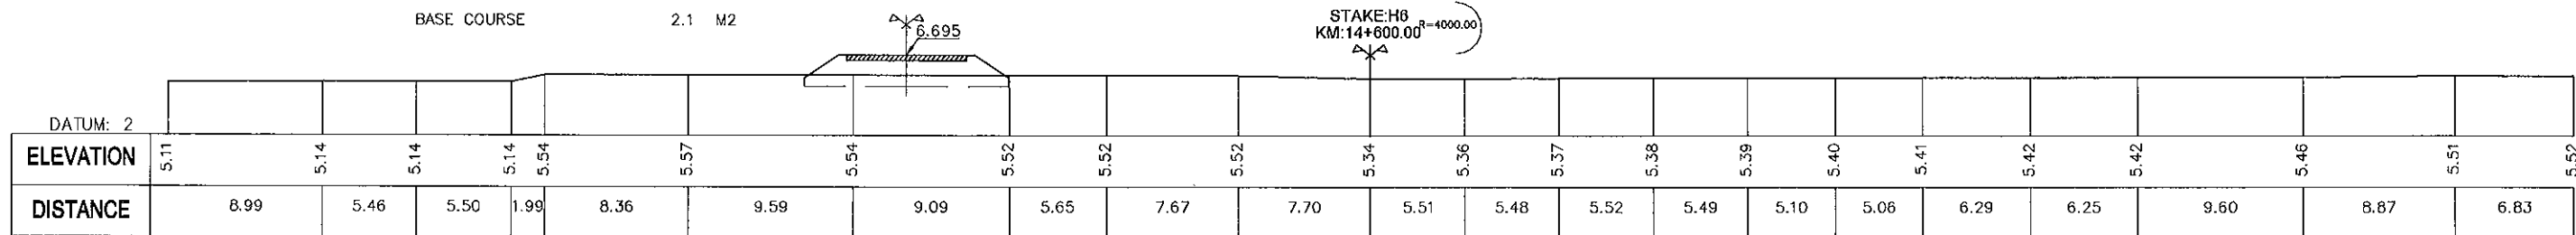 BASE COURSE 2.1 M2
6.695
STAKE:H6
KM:14+600.00 R=4000.00
DATUM: 2
ELEVATION 5.11 5.14 5.14 5.14 5.54 5.57 5.54 5.52 5.52 5.52 5.34 5.36 5.37 5.38 5.39 5.40 5.41 5.42 5.42 5.46 5.51 5.52
DISTANCE 8.99 5.46 5.50 1.99 8.36 9.59 9.09 5.65 7.67 7.70 5.51 5.48 5.52 5.49 5.10 5.06 6.29 6.25 9.60 8.87 6.83